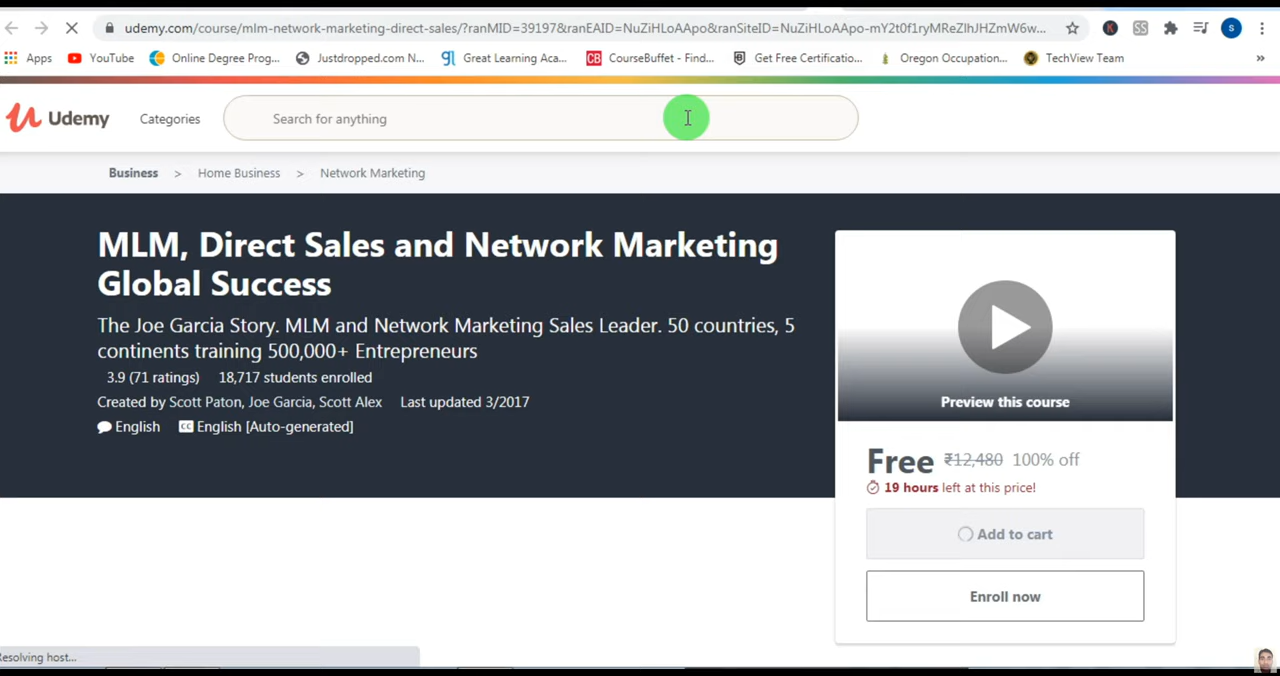 udemy.com/course/mlm-network-marketing-direct-sales/?ranMID=39197&ranEAID=NuZiHLoAApo&ranSiteID=NuZiHLoAApo-mY2t0f1ryMReZlhJHZmW6w...
K SS S
Apps YouTube Online Degree Prog... Justdropped.com N... Great Learning Aca... CourseBuffet - Find... Get Free Certificatio... Oregon Occupation... TechView Team »
Udemy Categories Search for anything
Business > Home Business > Network Marketing
MLM, Direct Sales and Network Marketing
Global Success
The Joe Garcia Story. MLM and Network Marketing Sales Leader. 50 countries, 5
continents training 500,000+ Entrepreneurs
3.9 (71 ratings) 18,717 students enrolled
Created by Scott Paton, Joe Garcia, Scott Alex Last updated 3/2017
English CC English [Auto-generated]
Preview this course
Free ₹12,480 100% off
19 hours left at this price!
Add to cart
Enroll now
Resolving host...